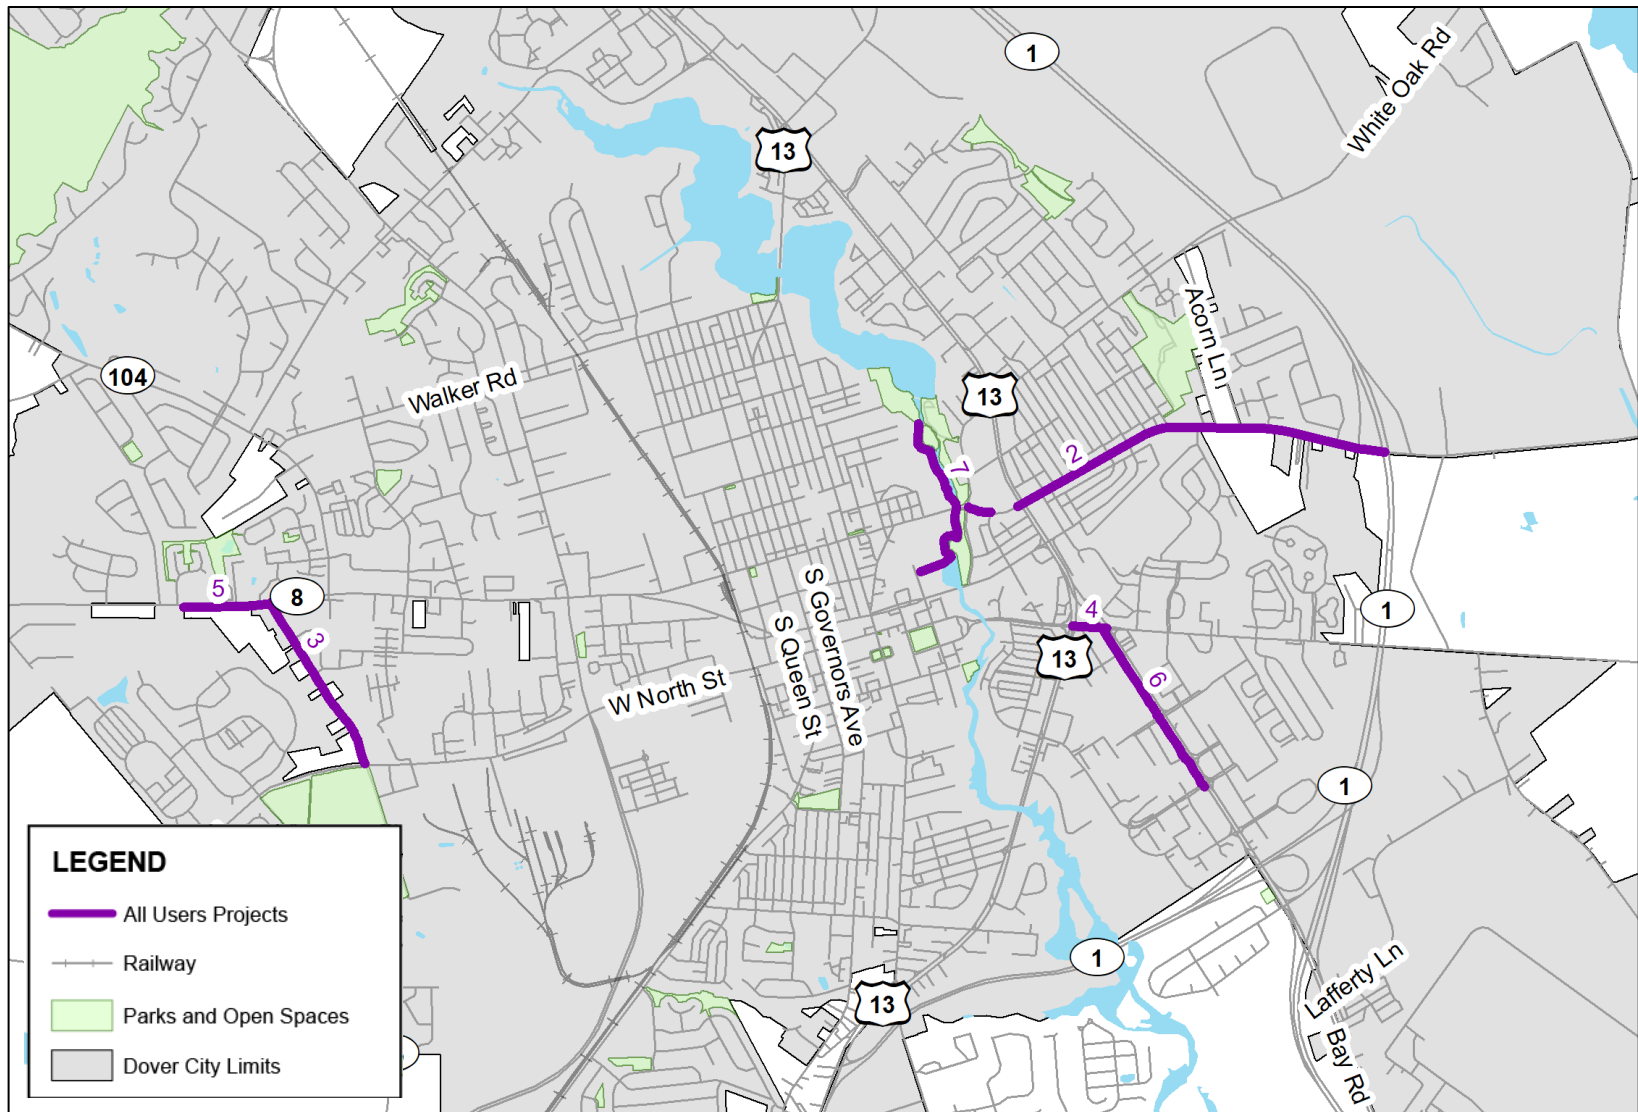 1
White Oak Rd
13
Acorn Ln
104
Walker Rd
13
2
7
5
8
3
S Governors Ave
S Queen St
W North St
4
13
6
1
1
LEGEND
All Users Projects
Railway
Parks and Open Spaces
Dover City Limits
1
13
Lafferty Ln
Bay Rd